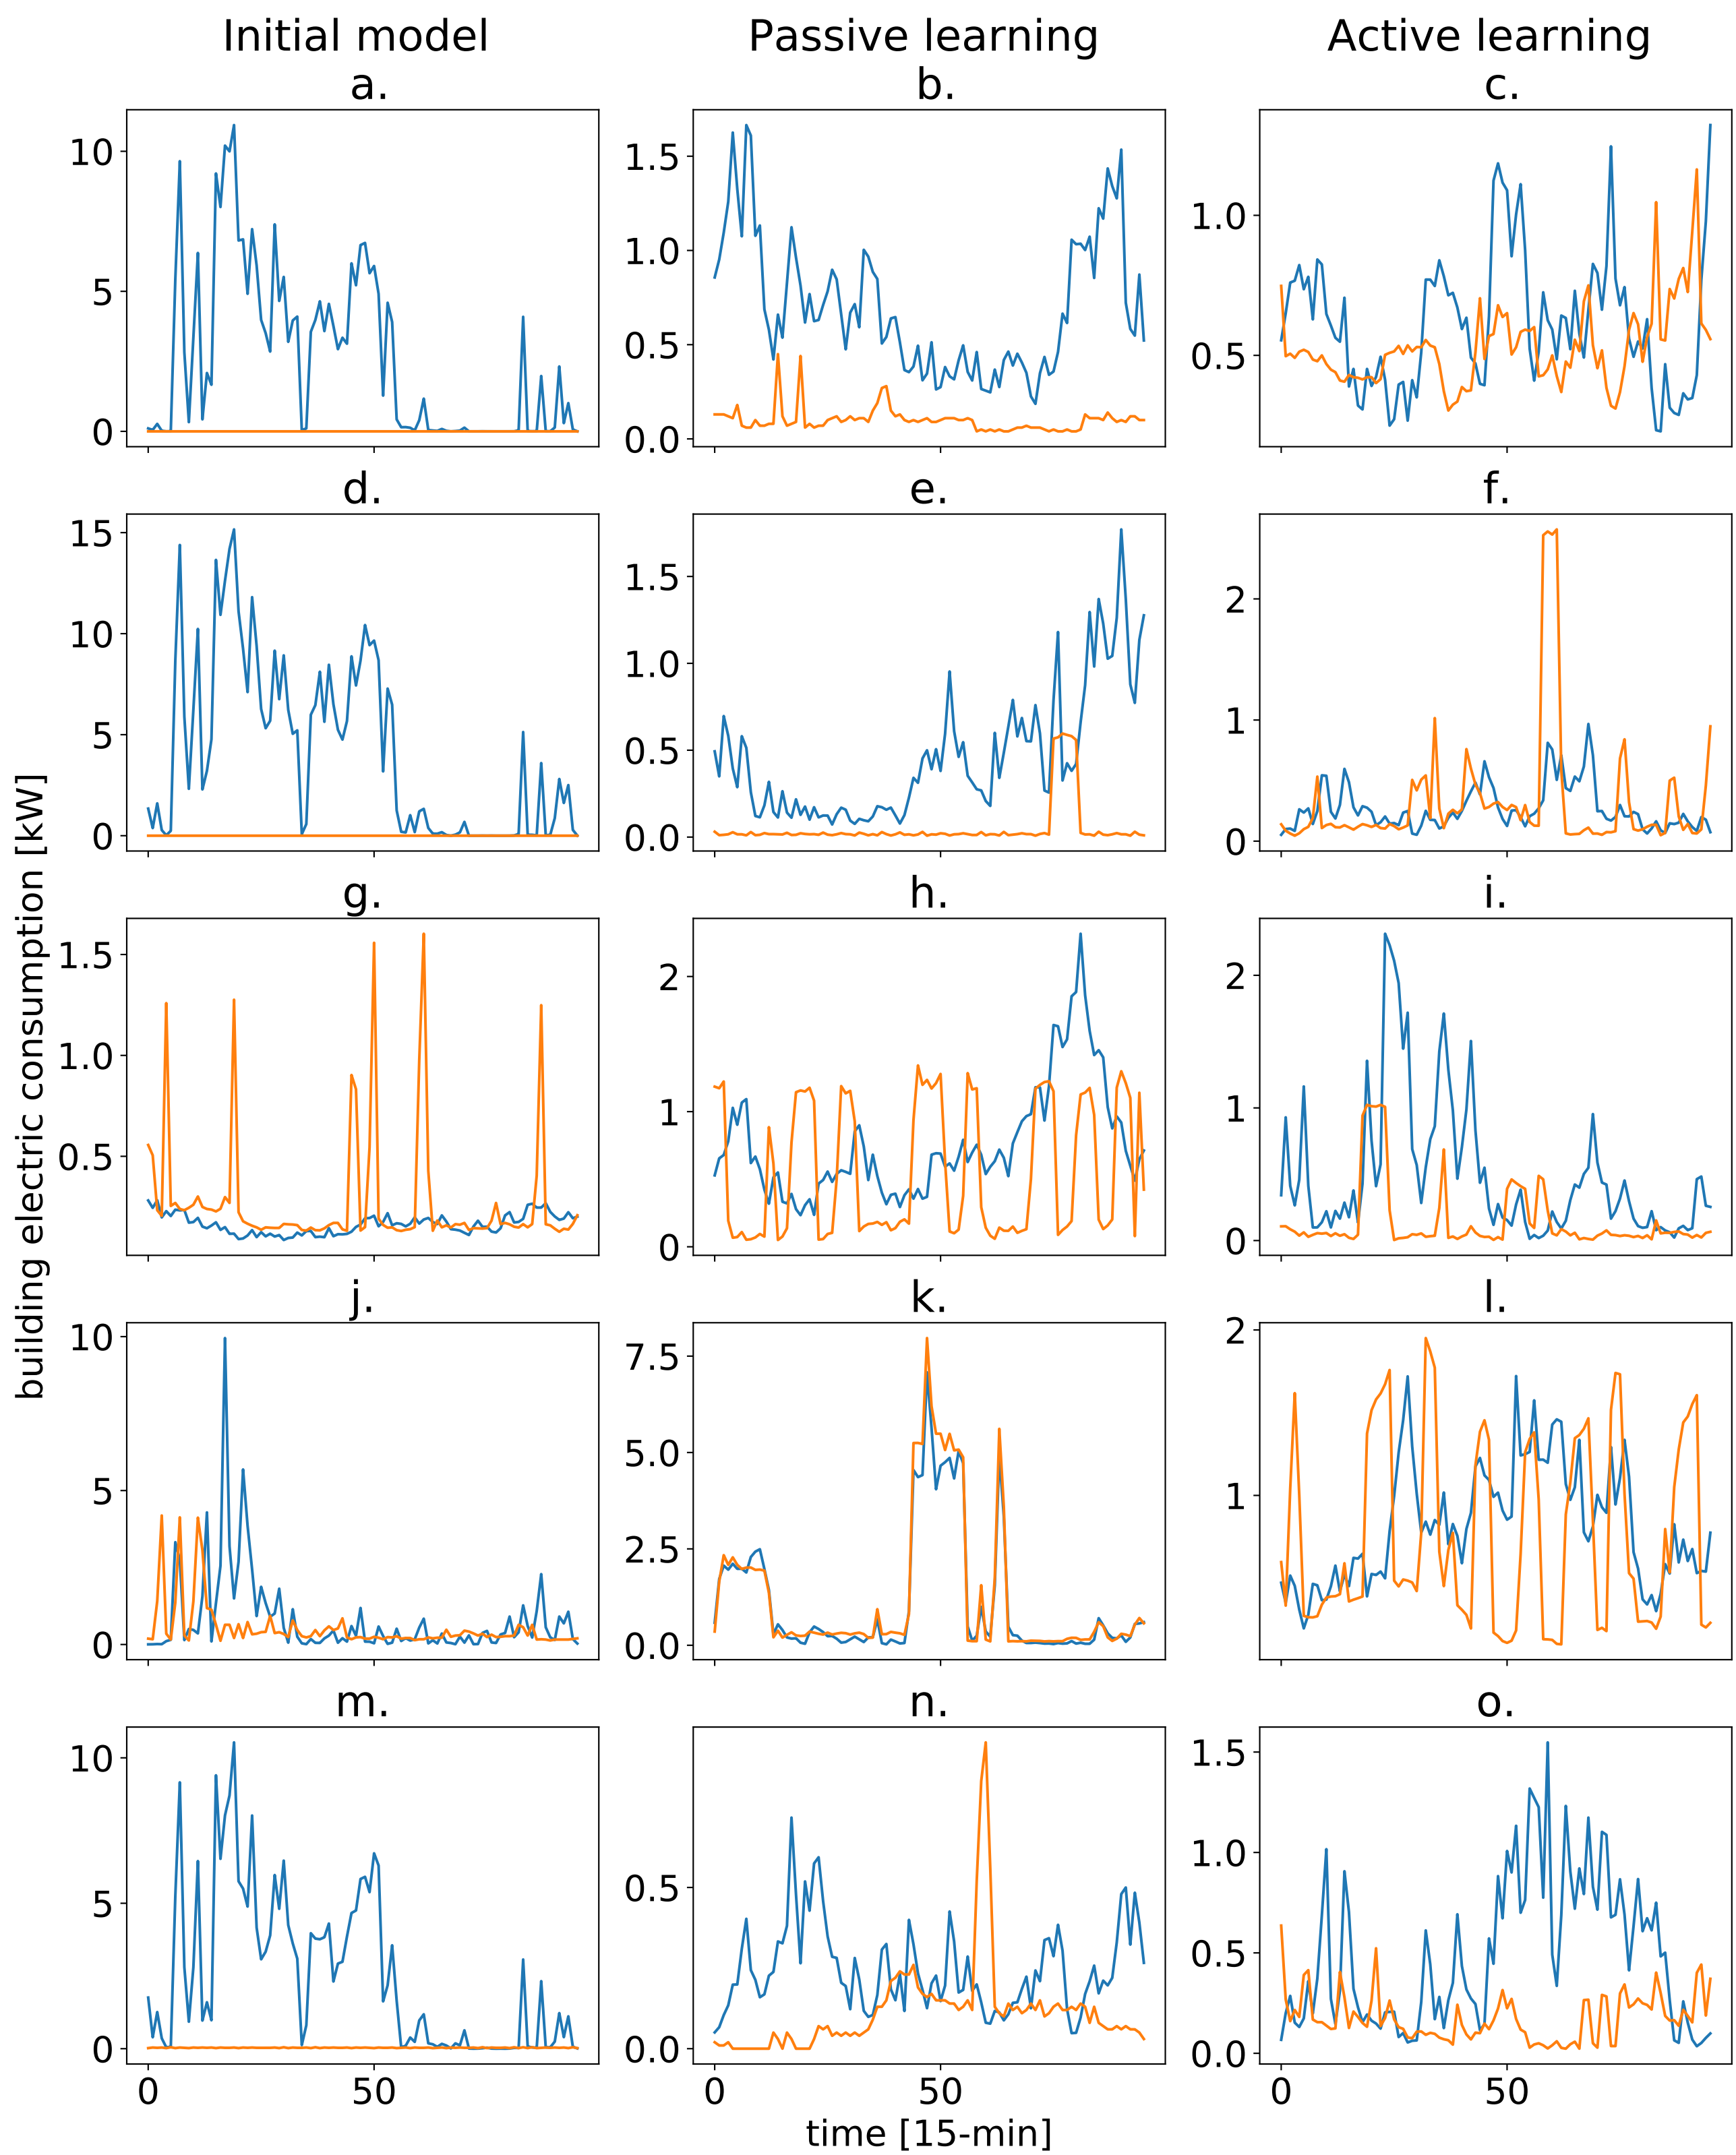 Initial model Passive learning Active learning
a. b. c.
10 1.5 1.0
5 1.0 0.5
0 0.5
0.0
d. e. f.
15 1.5 2
10 1.0 1
5 0.5 0
0 0.0
building electric consumption [kW]
g. h. i.
1.5 2 2
1.0 1 1
0.5 0 0
j. k. l.
10 7.5 2
5 5.0 1
0 2.5
0.0
m. n. o.
10 0.5 1.5
5 0.0 1.0
0 0.5
0.0
0 50 0 50 0 50
time [15-min]